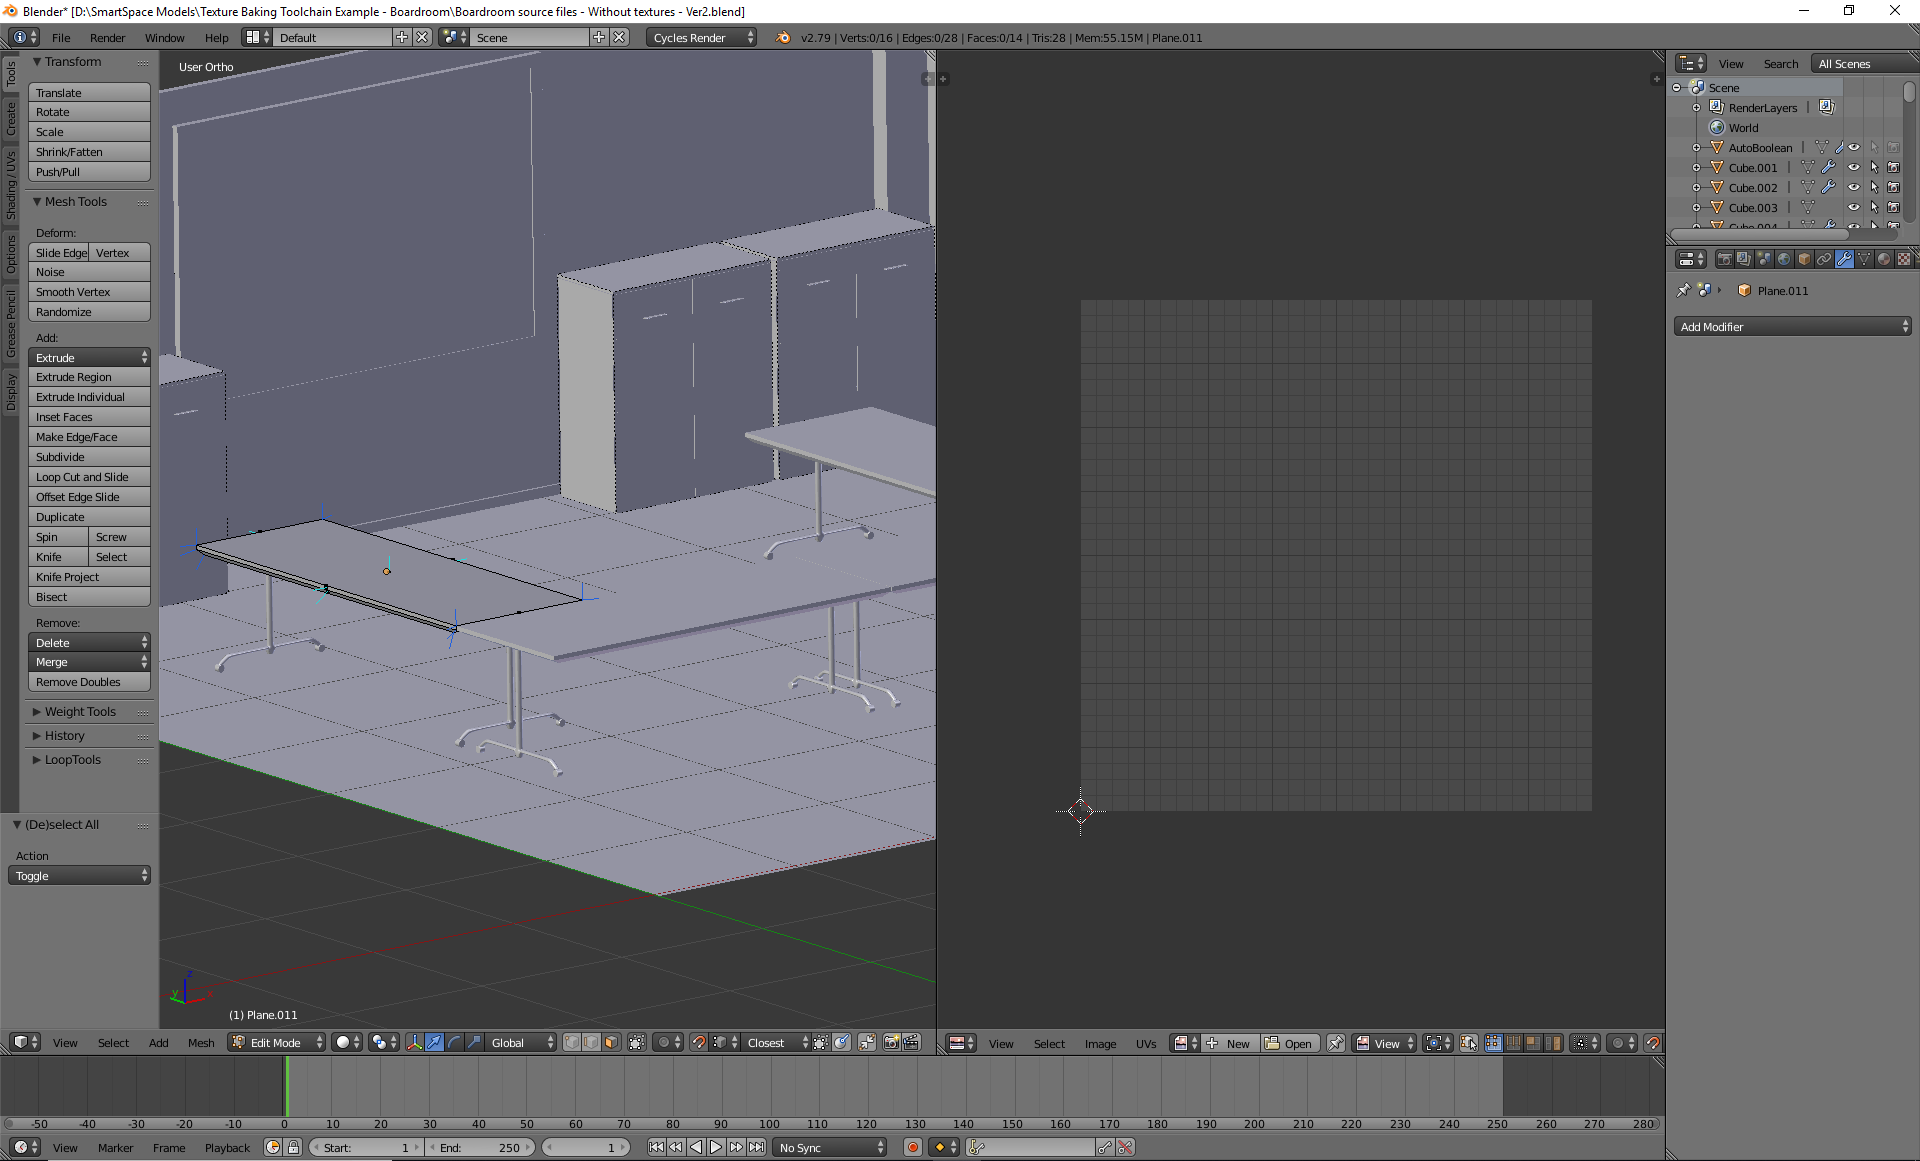 Blender* [D:\SmartSpace Models\Texture Baking Toolchain Example - Boardroom\Boardroom source files - Without textures - Ver2.blend]
File Render Window Help Default Scene Cycles Render v2.79 | Verts:0/16 | Edges:0/28 | Faces:0/14 | Tris:28 | Mem:55.15M | Plane.011
Tools
Create
Shading / UVs
Options
Grease Pencil
Display
Transform
Translate
Rotate
Scale
Shrink/Fatten
Push/Pull
Mesh Tools
Deform:
Slide Edge Vertex
Noise
Smooth Vertex
Randomize
Add:
Extrude
Extrude Region
Extrude Individual
Inset Faces
Make Edge/Face
Subdivide
Loop Cut and Slide
Offset Edge Slide
Duplicate
Spin Screw
Knife Select
Knife Project
Bisect
Remove:
Delete
Merge
Remove Doubles
Weight Tools
History
LoopTools
(De)select All
Action
Toggle
User Ortho
z
y
x
(1) Plane.011
View Select Add Mesh Edit Mode Global Closest
View Select Image UVs New Open View
View Search All Scenes
Scene
RenderLayers
World
AutoBoolean
Cube.001
Cube.002
Cube.003
Cube.004
Plane.011
Add Modifier
-50 -40 -30 -20 -10 0 10 20 30 40 50 60 70 80 90 100 110 120 130 140 150 160 170 180 190 200 210 220 230 240 250 260 270 280
View Marker Frame Playback Start: 1 End: 250 1 No Sync